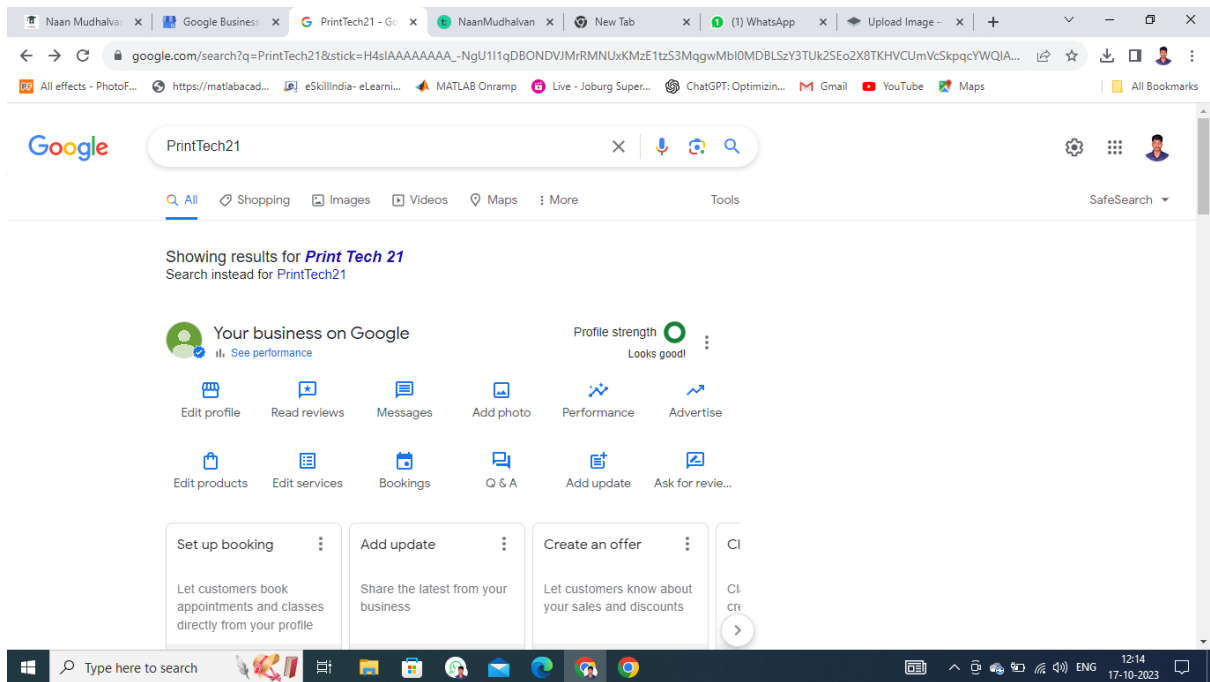 Naan Mudhalvan
Google Business
PrintTech21 - Go
NaanMudhalvan
New Tab
(1) WhatsApp
Upload Image –
google.com/search?q=PrintTech21&stick=H4sIAAAAAAAA_-NgU1I1qDBONDVJMrRMNUxKMzE1tzS3MqgwMbI0MDBLSzY3TUk2SEo2X8TKHVCUmVcSkpqcYWQIA...
All effects - PhotoF...
https://matlabacad...
eSkillIndia- eLearni...
MATLAB Onramp
Live - Joburg Super...
ChatGPT: Optimizin...
Gmail
YouTube
Maps
All Bookmarks
Google
PrintTech21
All
Shopping
Images
Videos
Maps
More
Tools
SafeSearch
Showing results for Print Tech 21
Search instead for PrintTech21
Your business on Google
See performance
Profile strength
Looks good!
Edit profile
Read reviews
Messages
Add photo
Performance
Advertise
Edit products
Edit services
Bookings
Q & A
Add update
Ask for revie...
Set up booking
Let customers book
appointments and classes
directly from your profile
Add update
Share the latest from your
business
Create an offer
Let customers know about
your sales and discounts
Type here to search
ENG
12:14
17-10-2023